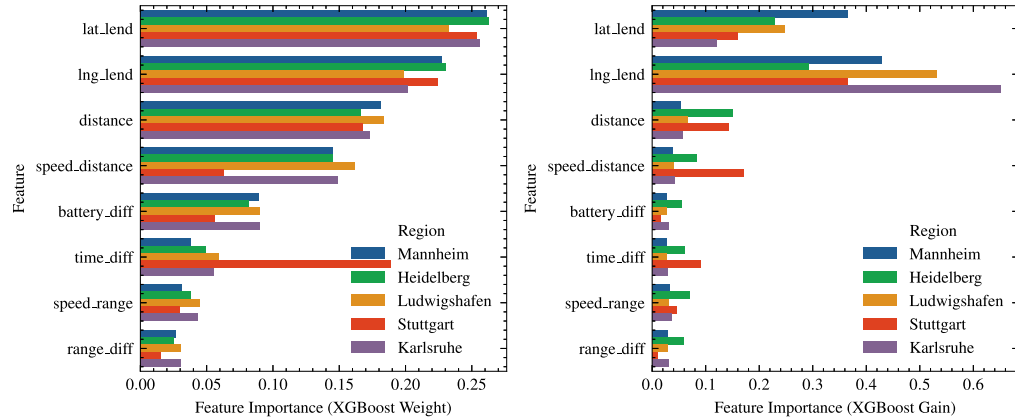 Feature
lat_lend
lng_lend
distance
speed_distance
battery_diff
time_diff
speed_range
range_diff
Region
Mannheim
Heidelberg
Ludwigshafen
Stuttgart
Karlsruhe
0.00 0.05 0.10 0.15 0.20 0.25
Feature Importance (XGBoost Weight)
Feature
lat_lend
lng_lend
distance
speed_distance
battery_diff
time_diff
speed_range
range_diff
Region
Mannheim
Heidelberg
Ludwigshafen
Stuttgart
Karlsruhe
0.0 0.1 0.2 0.3 0.4 0.5 0.6
Feature Importance (XGBoost Gain)